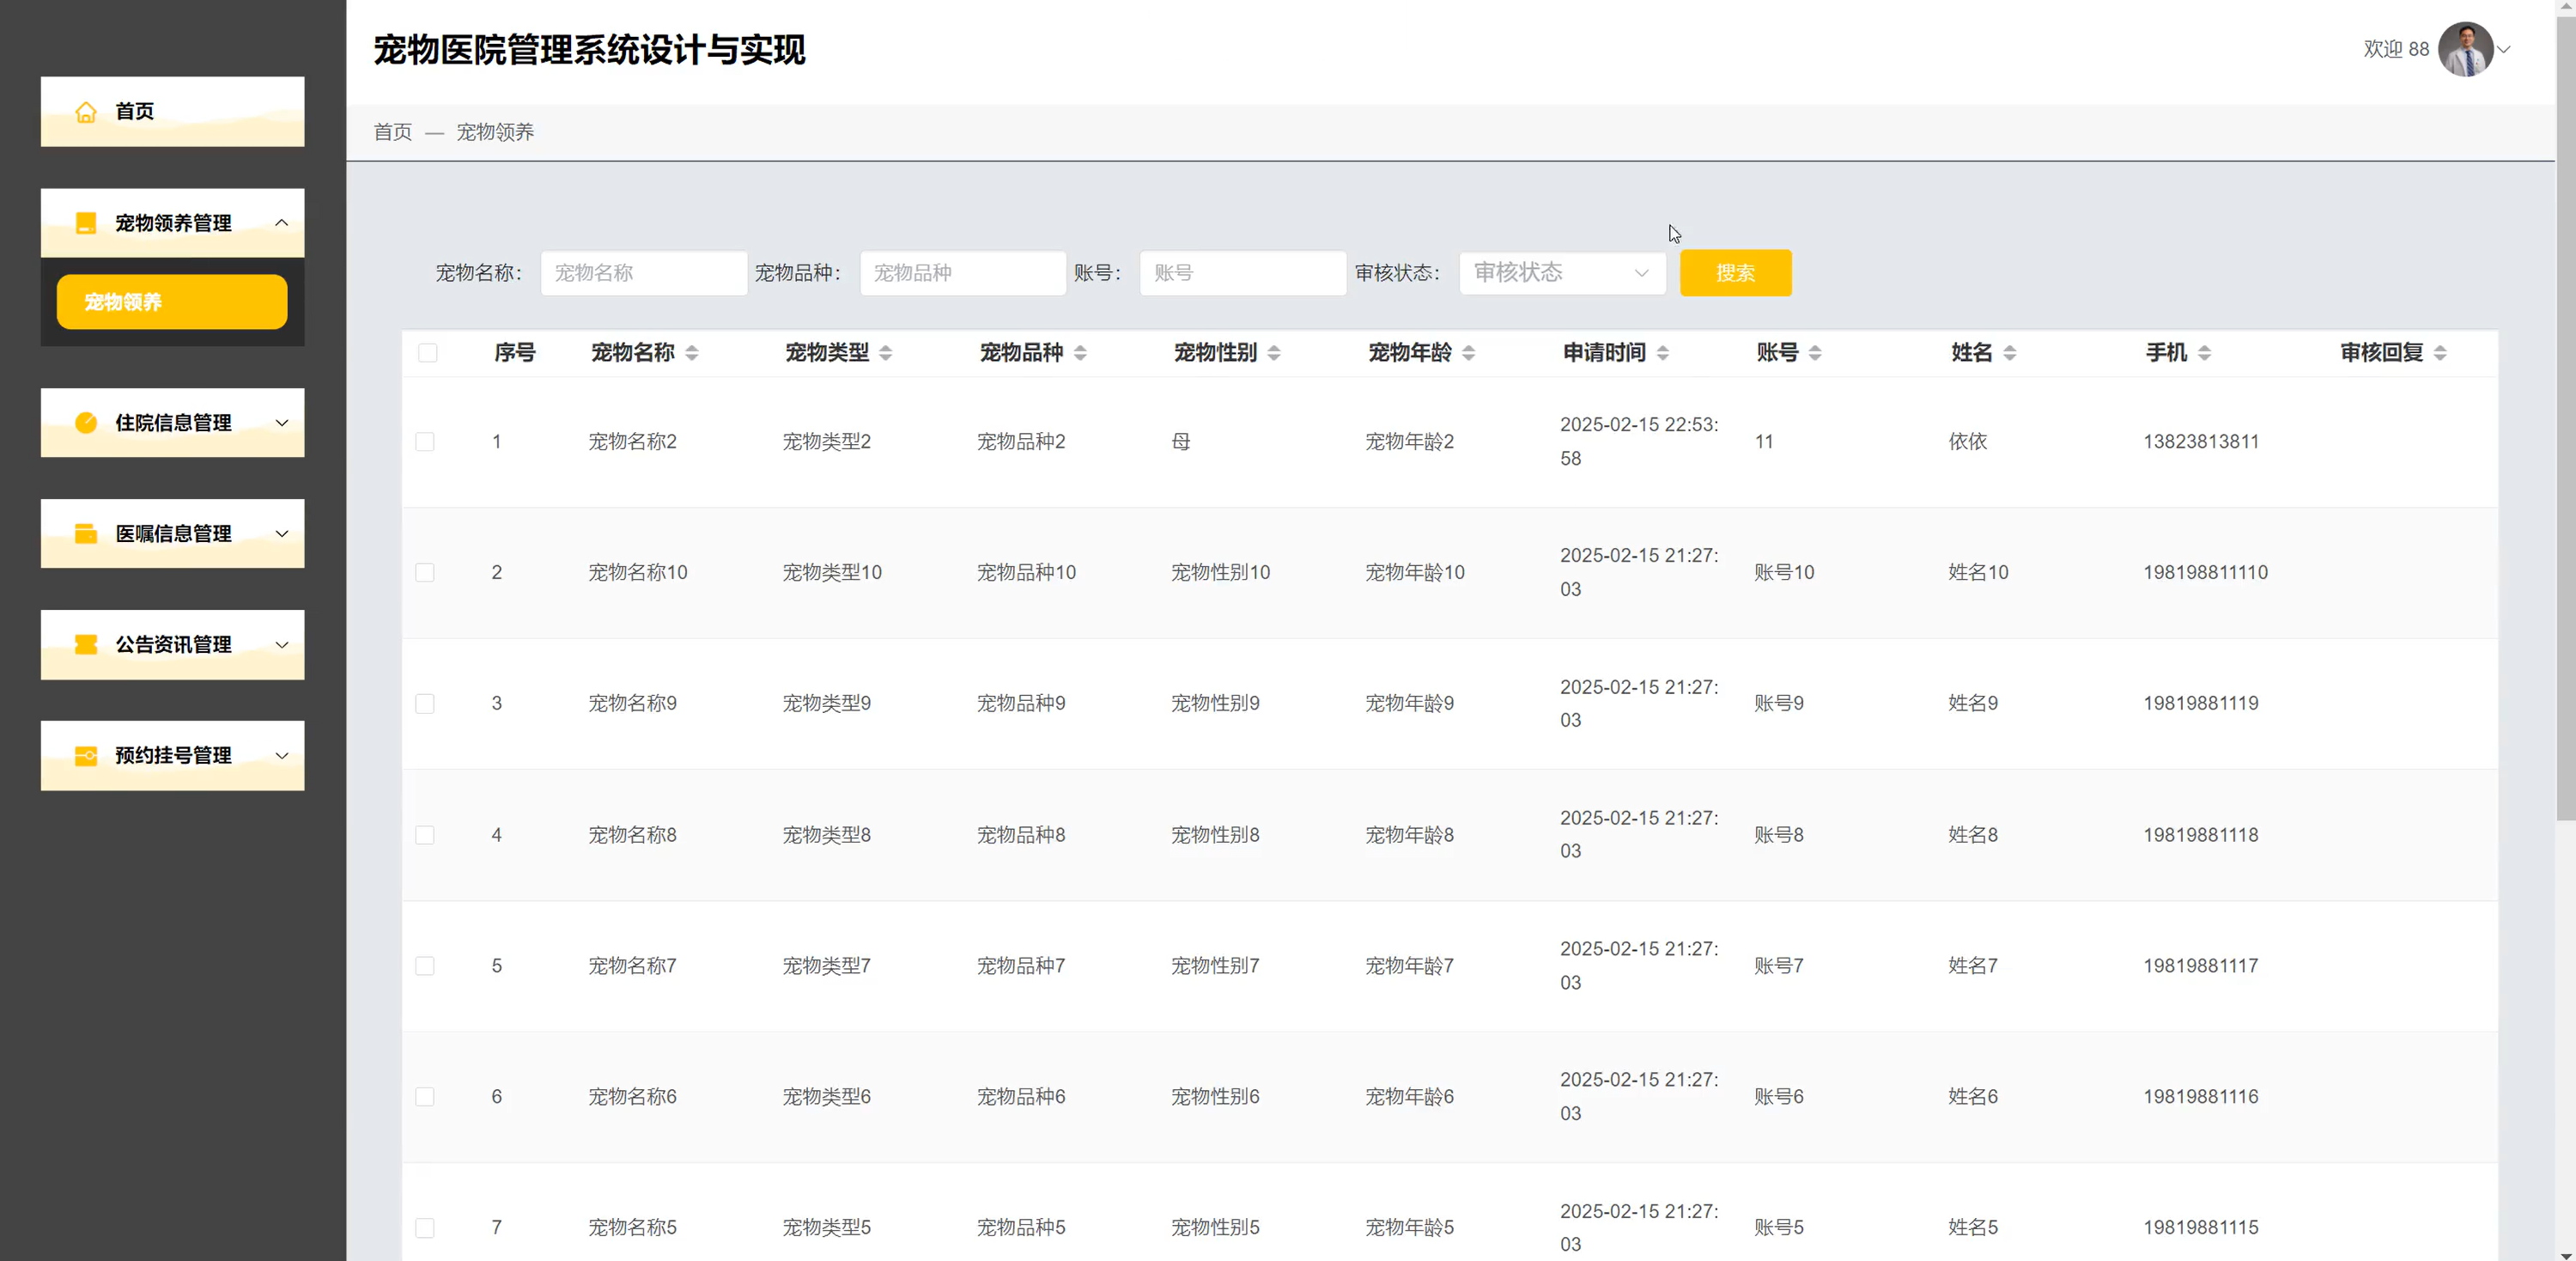 宠物医院管理系统设计与实现
欢迎 88
首页
宠物领养管理
宠物领养
住院信息管理
医嘱信息管理
公告资讯管理
预约挂号管理
首页 — 宠物领养
宠物名称： 宠物名称 宠物品种： 宠物品种 账号： 账号 审核状态： 审核状态 搜索
序号 宠物名称 宠物类型 宠物品种 宠物性别 宠物年龄 申请时间 账号 姓名 手机 审核回复
1 宠物名称2 宠物类型2 宠物品种2 母 宠物年龄2 2025-02-15 22:53:58 11 依依 13823813811
2 宠物名称10 宠物类型10 宠物品种10 宠物性别10 宠物年龄10 2025-02-15 21:27:03 账号10 姓名10 198198811110
3 宠物名称9 宠物类型9 宠物品种9 宠物性别9 宠物年龄9 2025-02-15 21:27:03 账号9 姓名9 19819881119
4 宠物名称8 宠物类型8 宠物品种8 宠物性别8 宠物年龄8 2025-02-15 21:27:03 账号8 姓名8 19819881118
5 宠物名称7 宠物类型7 宠物品种7 宠物性别7 宠物年龄7 2025-02-15 21:27:03 账号7 姓名7 19819881117
6 宠物名称6 宠物类型6 宠物品种6 宠物性别6 宠物年龄6 2025-02-15 21:27:03 账号6 姓名6 19819881116
7 宠物名称5 宠物类型5 宠物品种5 宠物性别5 宠物年龄5 2025-02-15 21:27:03 账号5 姓名5 19819881115